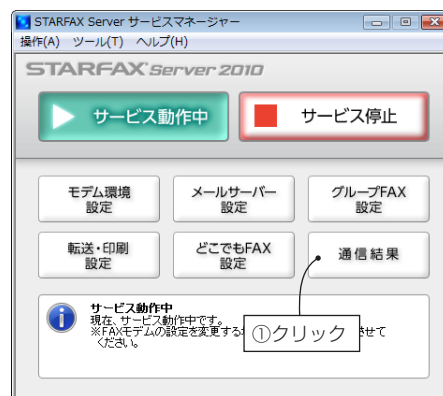 STARFAX Server サービスマネージャー
操作(A) ツール(T) ヘルプ(H)
STARFAX Server 2010
サービス動作中 サービス停止
モデム環境
設定
メールサーバー
設定
グループFAX
設定
転送・印刷
設定
どこでもFAX
設定
通信結果
サービス動作中
現在、サービス動作中です。
※FAXモデムの設定を変更する
させて
ください。
①クリック